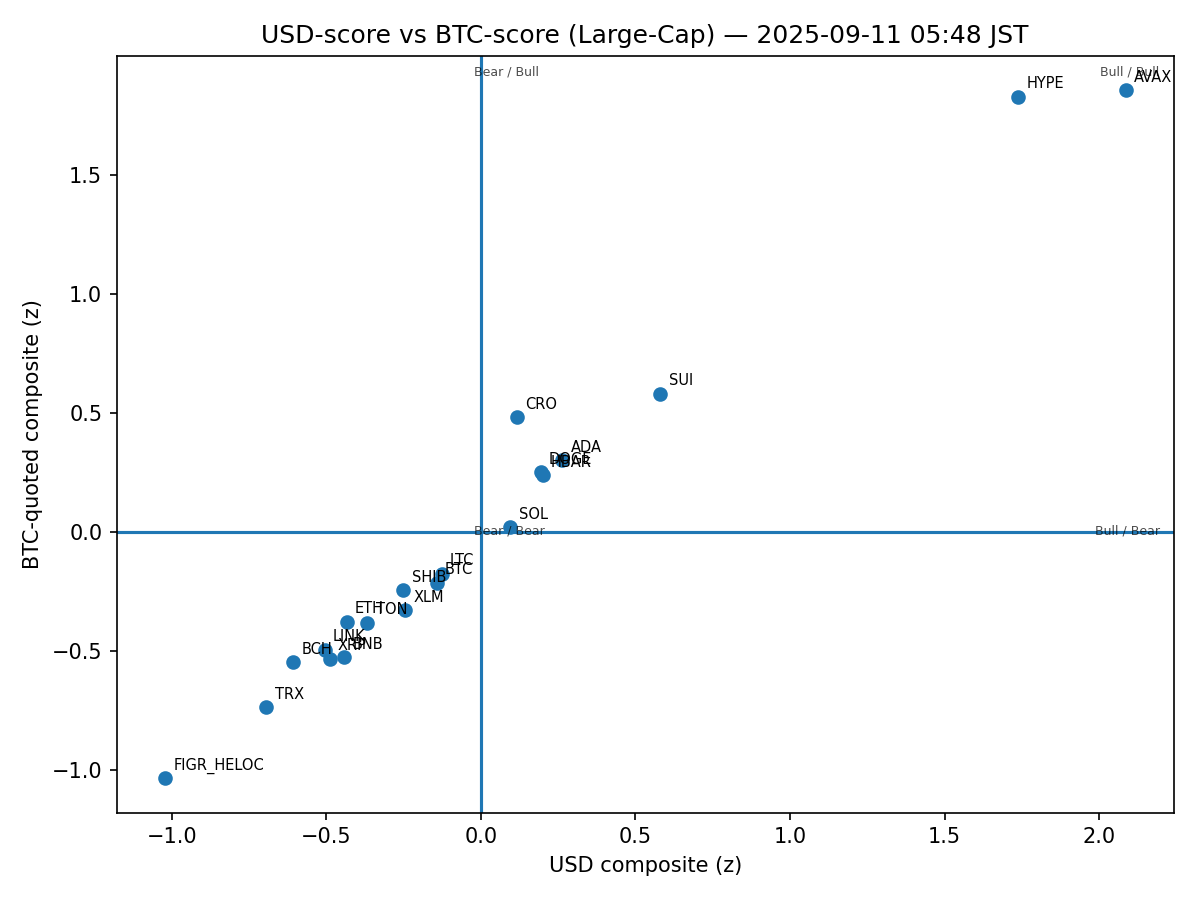 USD-score vs BTC-score (Large-Cap) — 2025-09-11 05:48 JST
Bear / Bull
Bull / Bull
AVAX
HYPE
1.5
1.0
SUI
CRO
0.5
ADA
DOGE
HBAR
SOL
0.0
Bear / Bear
Bull / Bear
LTC
BTC
SHIB
XLM
ETH
TON
LINK
XRP
BNB
BCH
−0.5
TRX
FIGR_HELOC
−1.0
−1.0
−0.5
0.0
0.5
1.0
1.5
2.0
USD composite (z)
BTC-quoted composite (z)